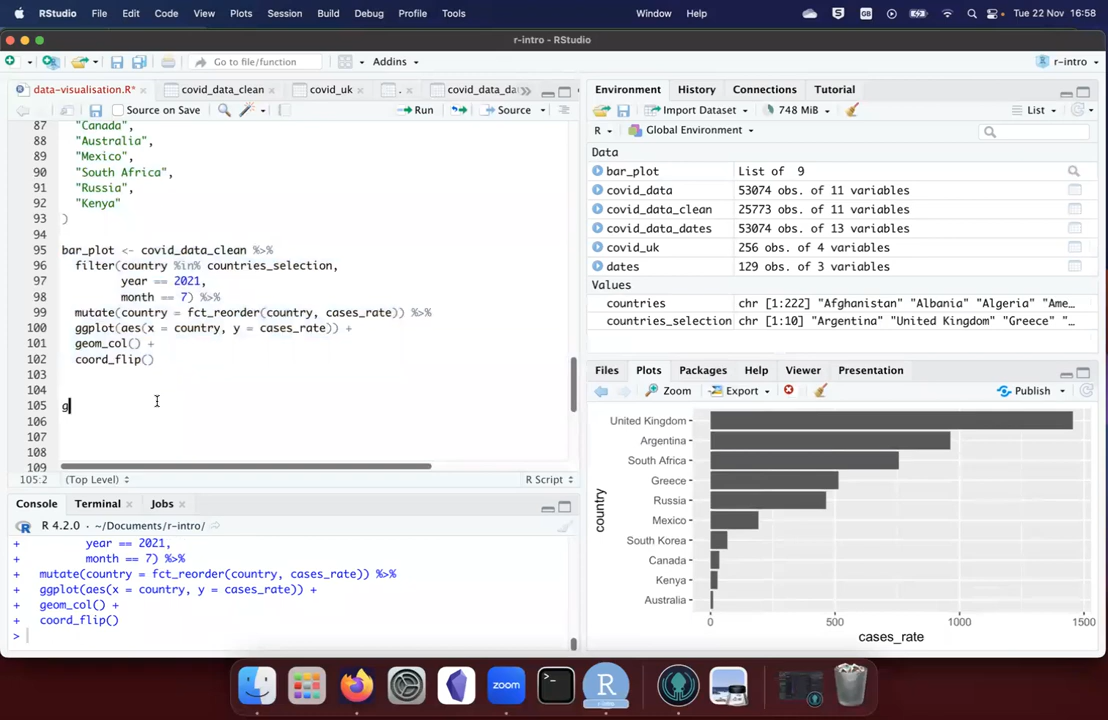 RStudio File Edit Code View Plots Session Build Debug Profile Tools Window Help S GB Tue 22 Nov 16:58
r-intro - RStudio
Go to file/function Addins r-intro
data-visualisation.R* covid_data_clean covid_uk . covid_data_da
Source on Save Run Source
87 "Canada",
88 "Australia",
89 "Mexico",
90 "South Africa",
91 "Russia",
92 "Kenya"
93 )
94
95 bar_plot <- covid_data_clean %>%
96 filter(country %in% countries_selection,
97 year == 2021,
98 month == 7) %>%
99 mutate(country = fct_reorder(country, cases_rate)) %>%
100 ggplot(aes(x = country, y = cases_rate)) +
101 geom_col() +
102 coord_flip()
103
104
105 g
106
107
108
109
105:2 (Top Level) R Script
Console Terminal Jobs
R 4.2.0 · ~/Documents/r-intro/
+ year == 2021,
+ month == 7) %>%
+ mutate(country = fct_reorder(country, cases_rate)) %>%
+ ggplot(aes(x = country, y = cases_rate)) +
+ geom_col() +
+ coord_flip()
>
Environment History Connections Tutorial
Import Dataset 748 MiB List
R Global Environment
Data
bar_plot List of 9
covid_data 53074 obs. of 11 variables
covid_data_clean 25773 obs. of 11 variables
covid_data_dates 53074 obs. of 13 variables
covid_uk 256 obs. of 4 variables
dates 129 obs. of 3 variables
Values
countries chr [1:222] "Afghanistan" "Albania" "Algeria" "Ame…
countries_selection chr [1:10] "Argentina" "United Kingdom" "Greece" "…
Files Plots Packages Help Viewer Presentation
Zoom Export Publish
United Kingdom
Argentina
South Africa
Greece
Russia
Mexico
South Korea
Canada
Kenya
Australia
country
0 500 1000 1500
cases_rate
zoom R